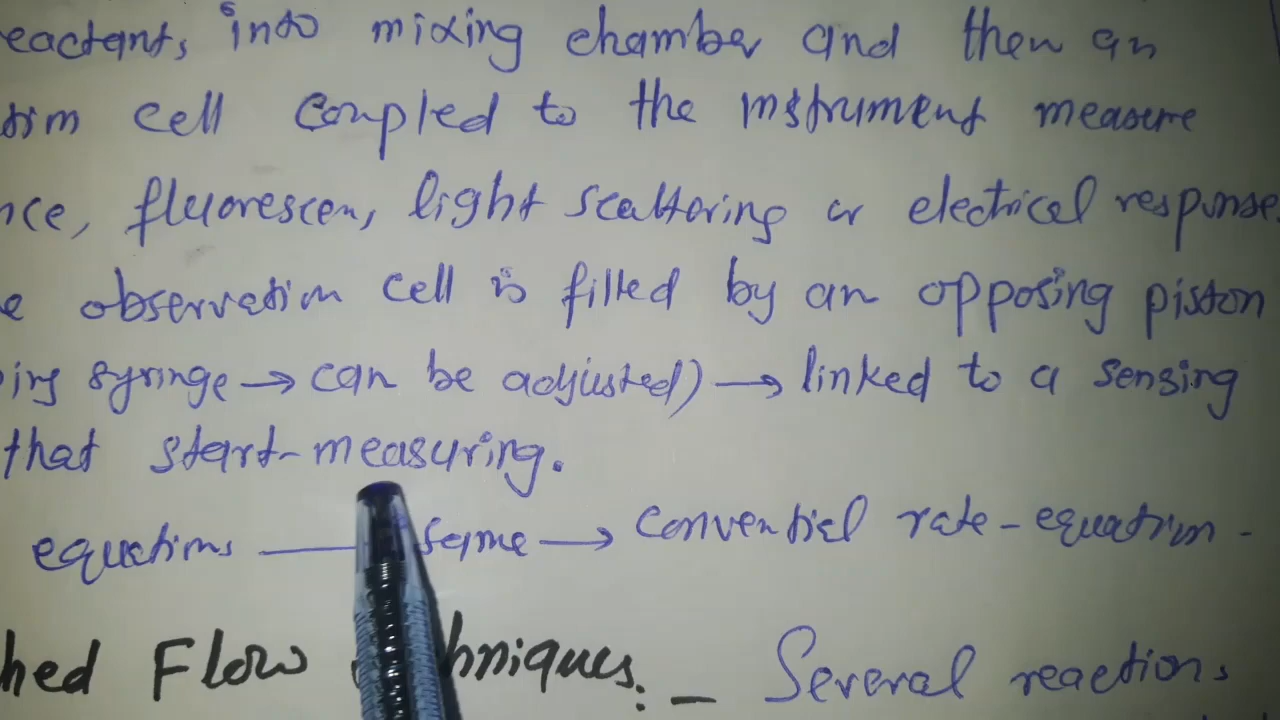 eactants into mixing chamber and then an
cell coupled to the instrument measure
nce, fluorescen, light scattering or electrical response
e observation cell is filled by an opposing piston
ing syringe → can be adjusted) → linked to a sensing
that start-measuring.
equations — same → Conventiel rate-equation -
hed Flow hniques. - Several reactions